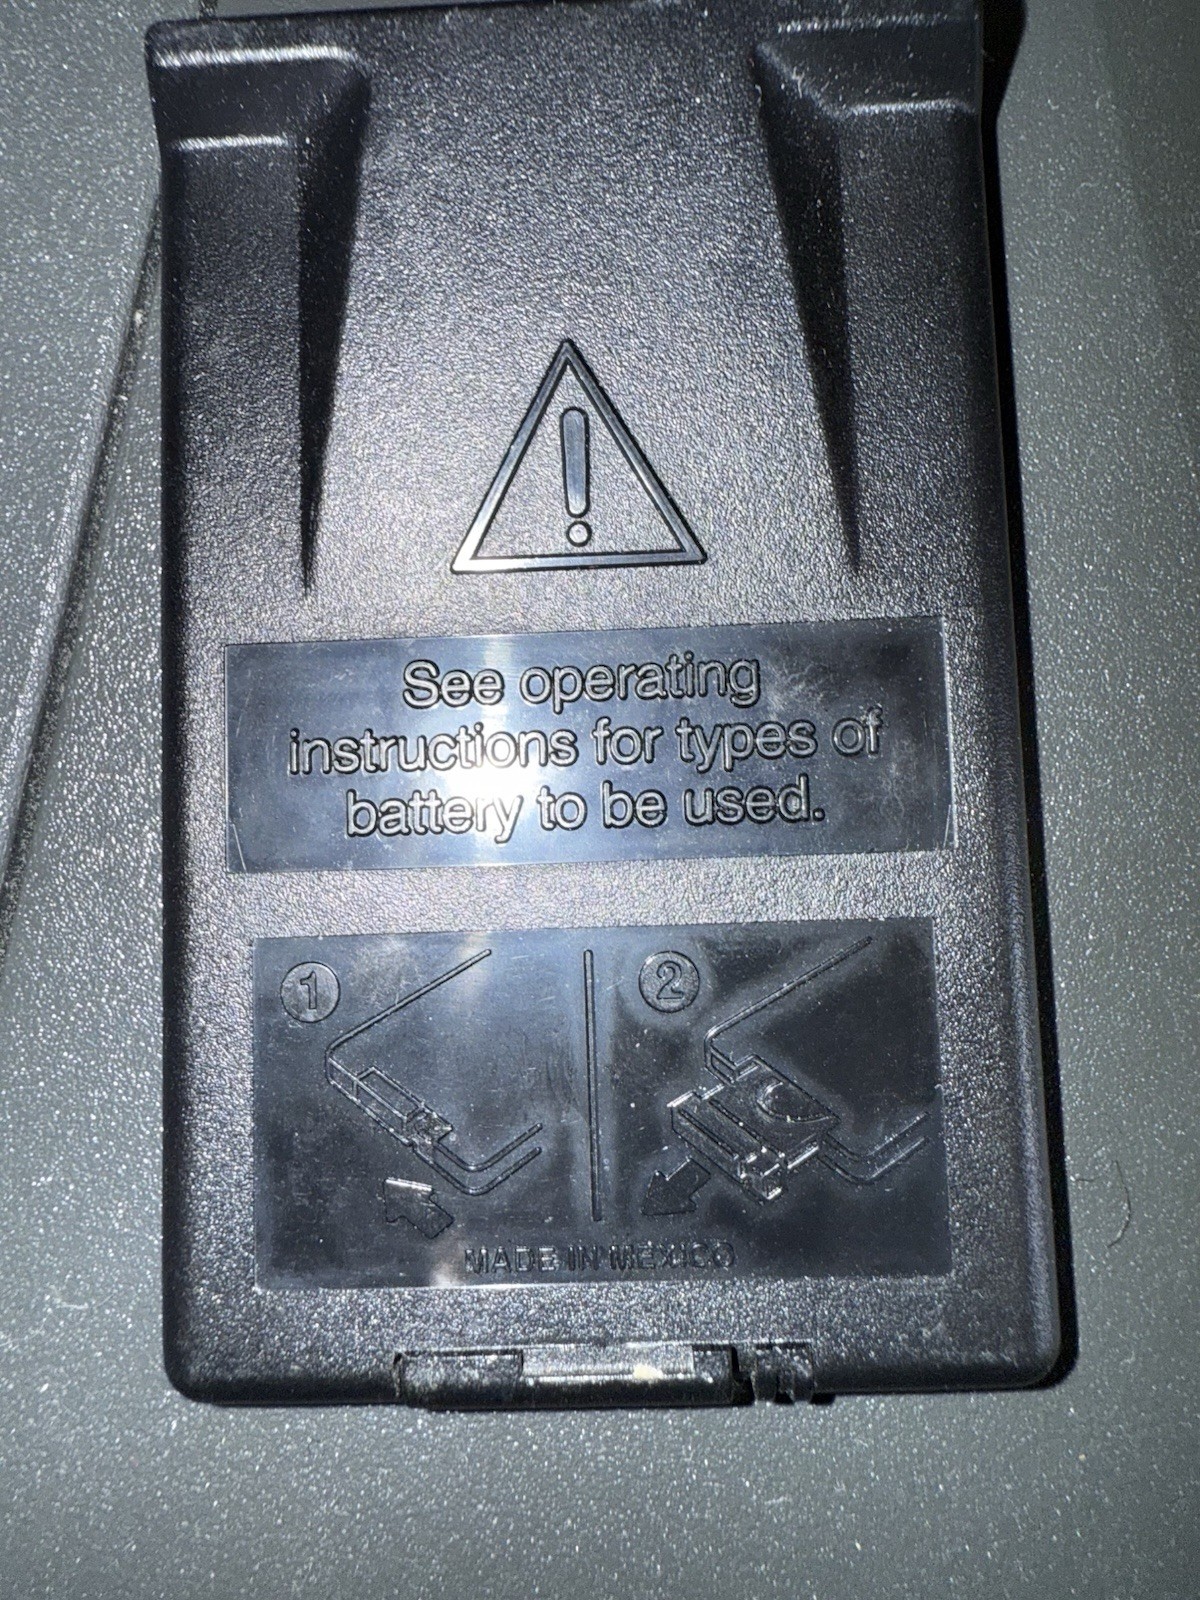 See operating
instructions for types of
battery to be used.
1
2
MADE IN MEXICO